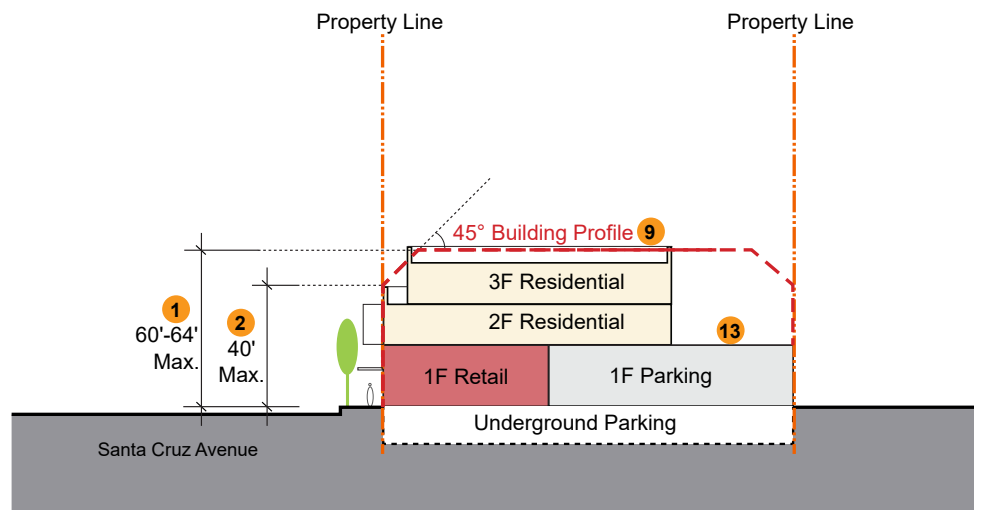 Property Line
Property Line
45° Building Profile 9
3F Residential
1
2
2F Residential
13
60'-64'
Max.
40'
Max.
1F Retail
1F Parking
Underground Parking
Santa Cruz Avenue